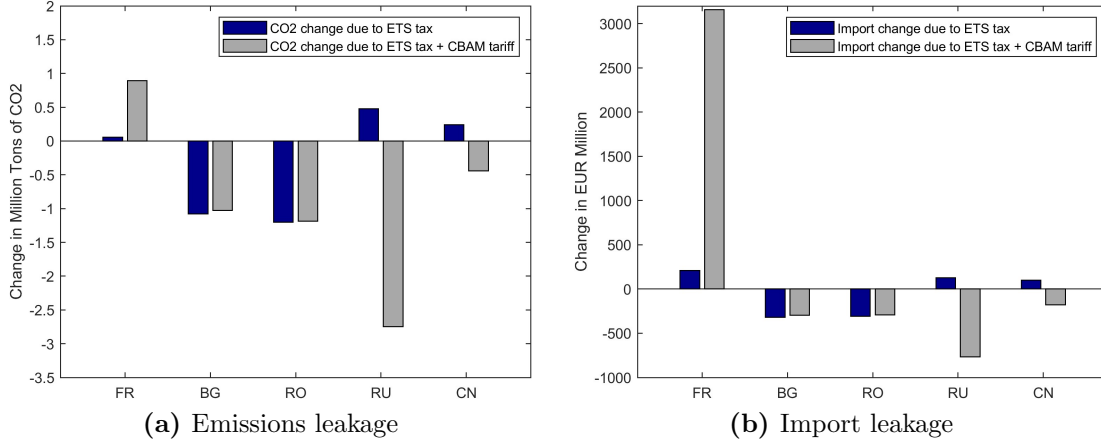 2
1.5
1
0.5
0
-0.5
-1
-1.5
-2
-2.5
-3
-3.5
Change in Million Tons of CO2
CO2 change due to ETS tax
CO2 change due to ETS tax + CBAM tariff
FR BG RO RU CN
(a) Emissions leakage
3000
2500
2000
1500
1000
500
0
-500
-1000
Change in EUR Million
Import change due to ETS tax
Import change due to ETS tax + CBAM tariff
FR BG RO RU CN
(b) Import leakage